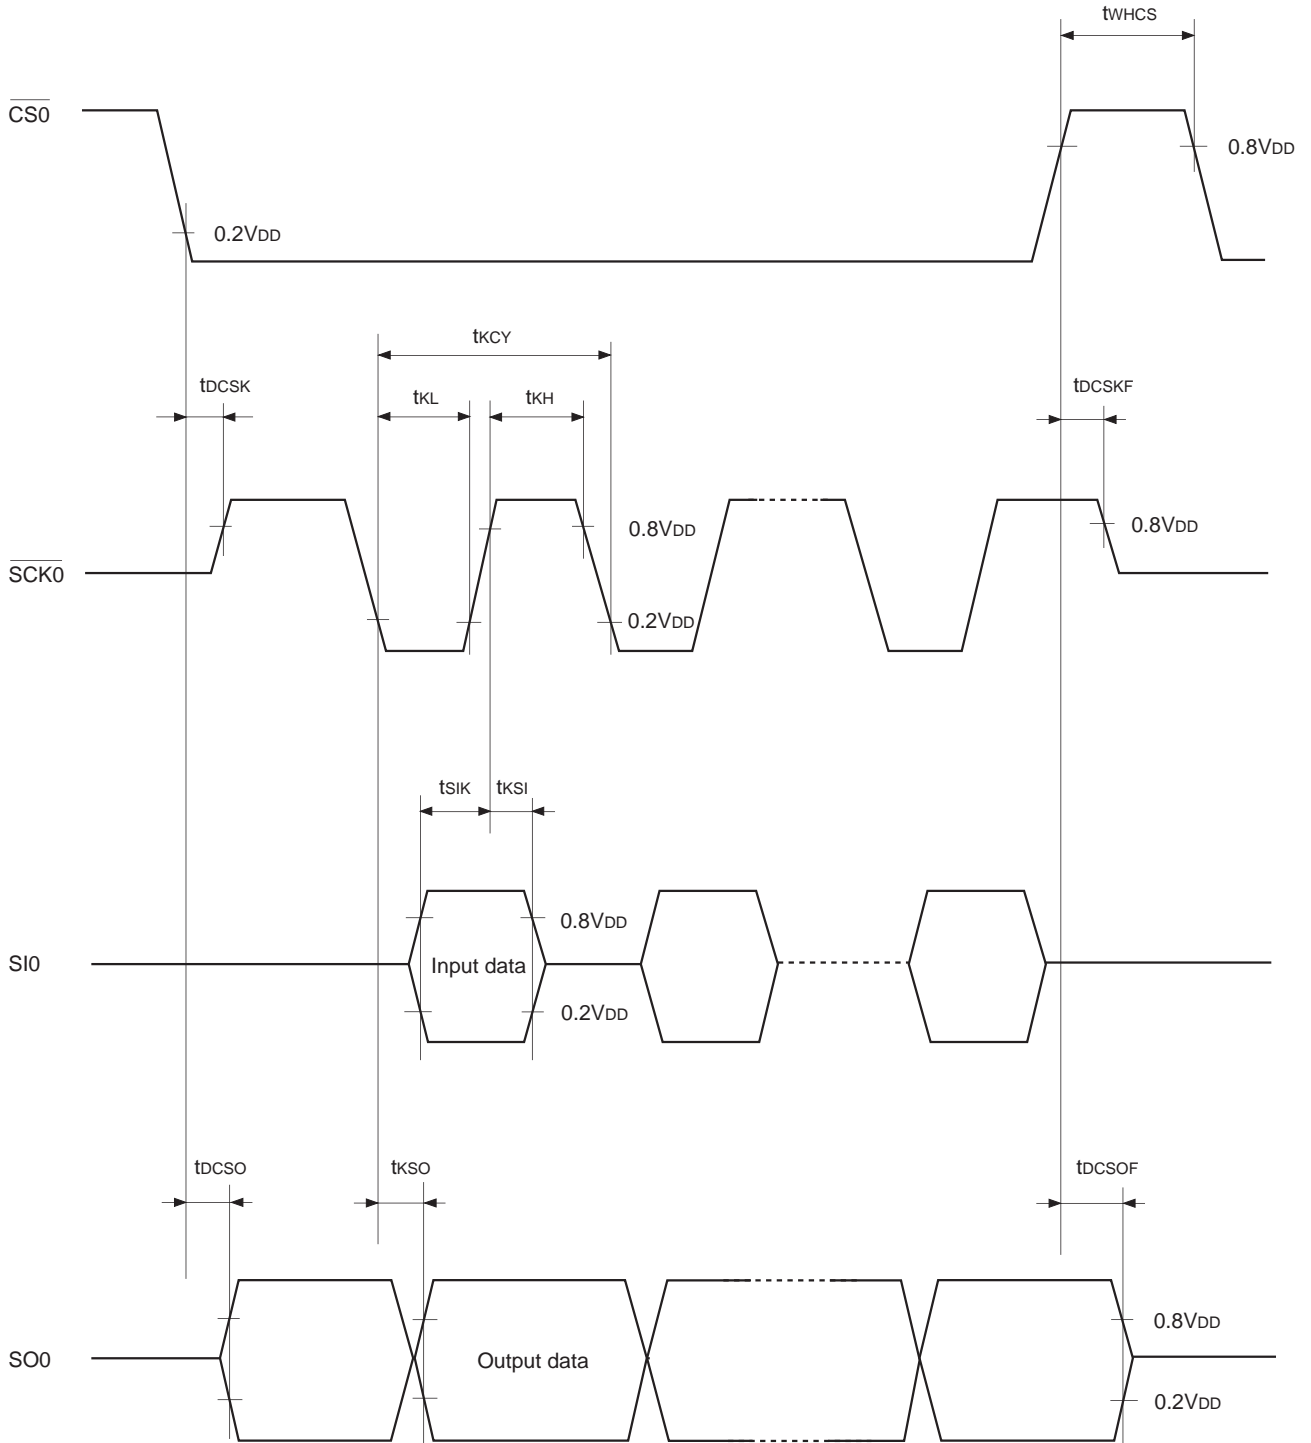 tWHCS
CS0
0.8VDD
0.2VDD
tKCY
tDCSK
tKL
tKH
tDCSKF
0.8VDD
0.8VDD
SCK0
0.2VDD
tSIK
tKSI
0.8VDD
SI0
Input data
0.2VDD
tDCSO
tKSO
tDCSOF
0.8VDD
SO0
Output data
0.2VDD